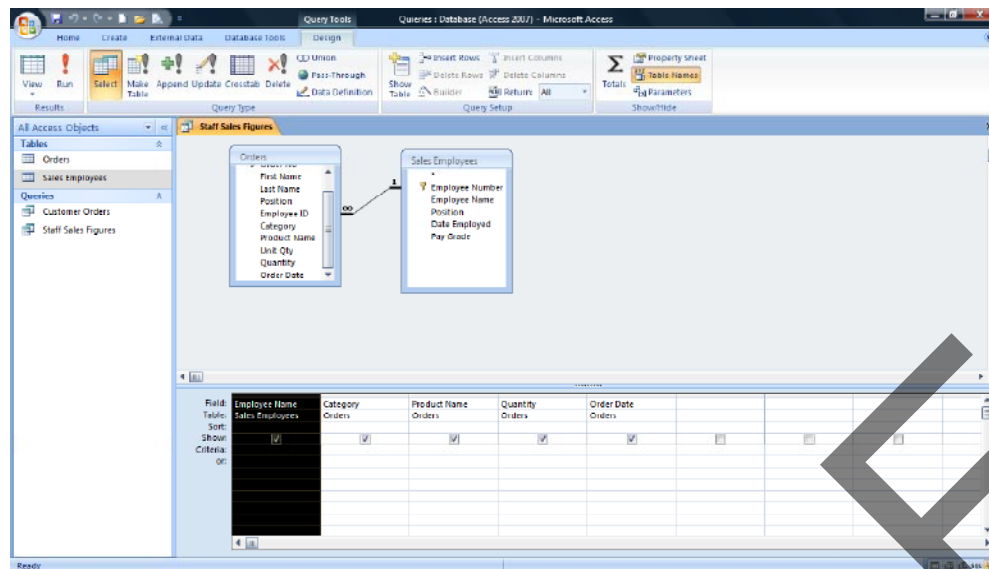 Query Tools
Quieries : Database (Access 2007) - Microsoft Access
Home Create External Data Database Tools Design
View Run Select Make Table Append Update Crosstab Delete
Union
Pass-Through
Data Definition
Show Table
Insert Rows
Delete Rows
Builder
Insert Columns
Delete Columns
Return: All
Totals
Property Sheet
Table Names
Parameters
Results Query Type Query Setup Show/Hide
All Access Objects
Tables
Orders
Sales Employees
Queries
Customer Orders
Staff Sales Figures
Staff Sales Figures
Orders
First Name
Last Name
Position
Employee ID
Category
Product Name
Unit Qty
Quantity
Order Date
∞ 1
Sales Employees
*
Employee Number
Employee Name
Position
Date Employed
Pay Grade
Field: Employee Name Category Product Name Quantity Order Date
Table: Sales Employees Orders Orders Orders Orders
Sort:
Show:
Criteria:
or:
Ready